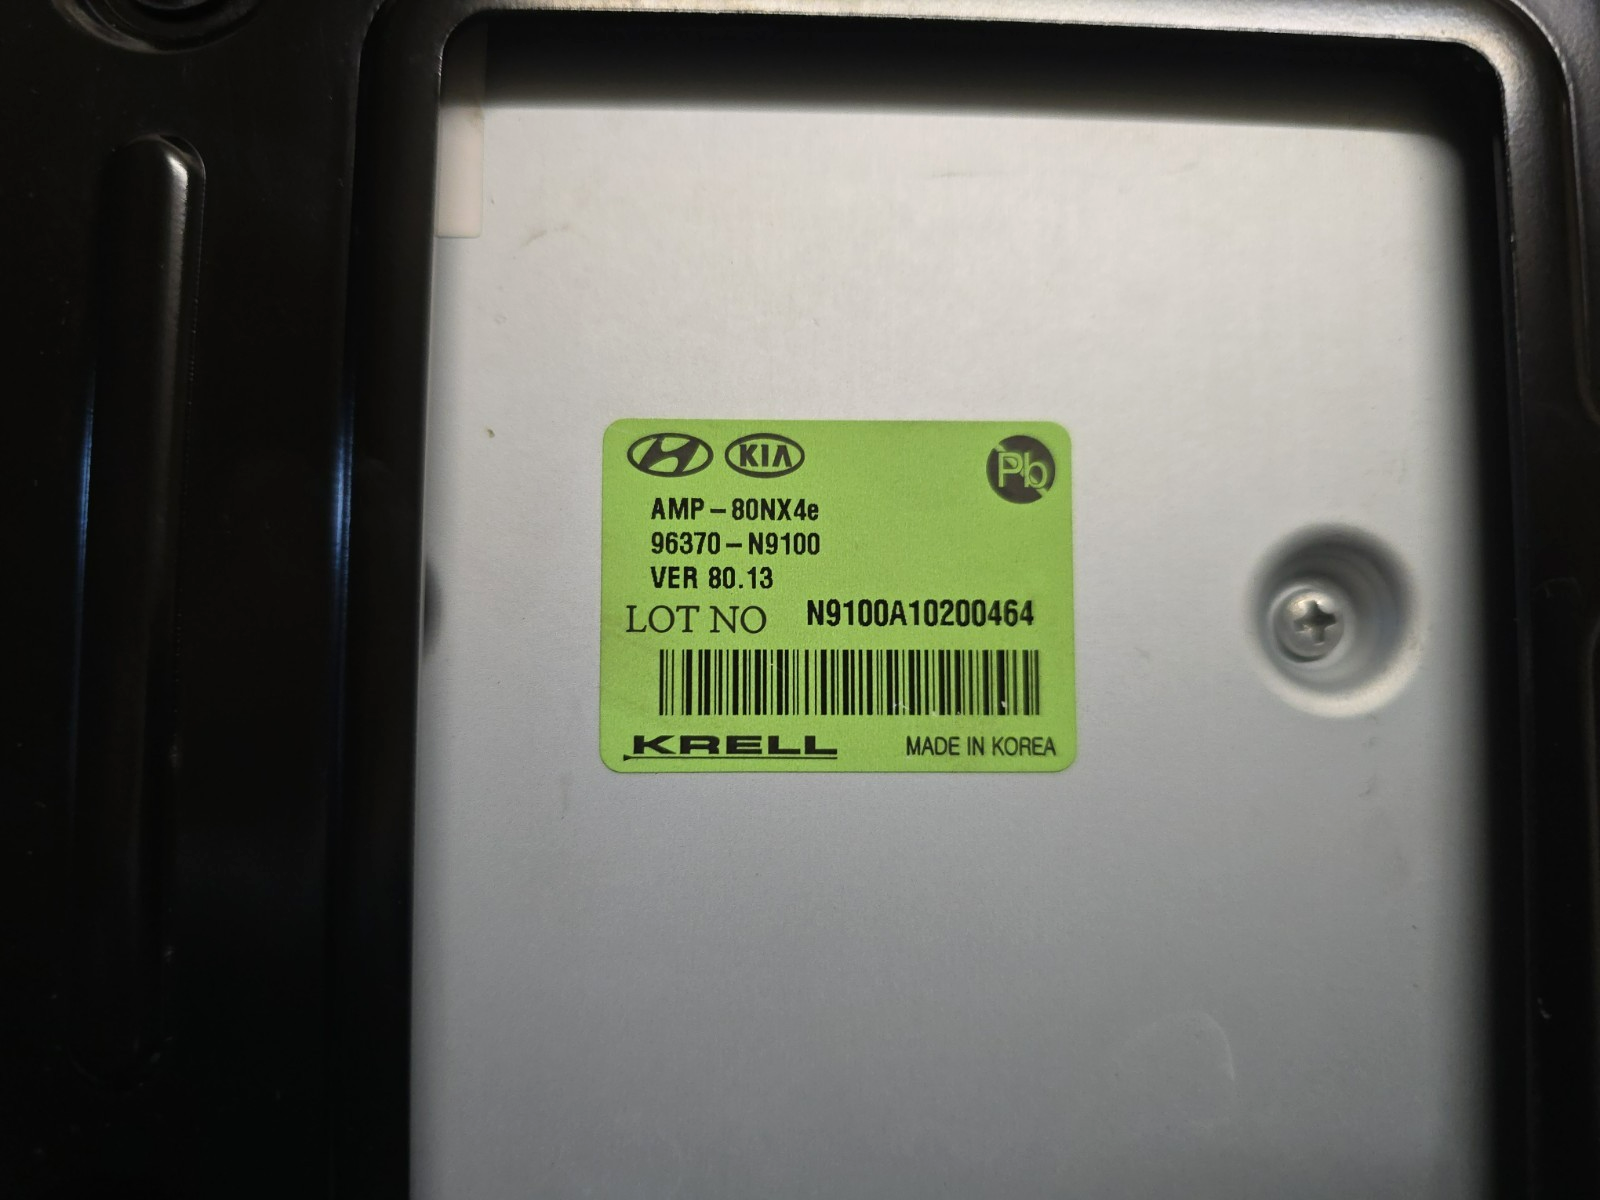 KIA
Pb
AMP-80NX4e
96370-N9100
VER 80.13
LOT NO N9100A10200464
KRELL MADE IN KOREA